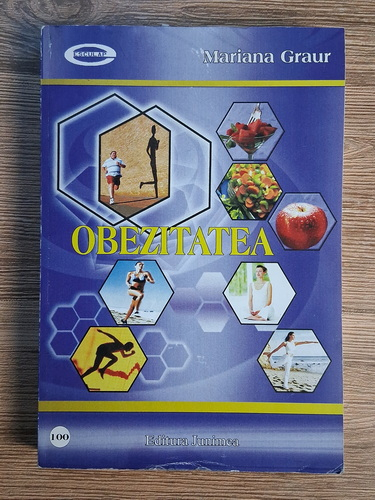 ESCULAP
Mariana Graur
OBEZITATEA
100
Editura Junimea